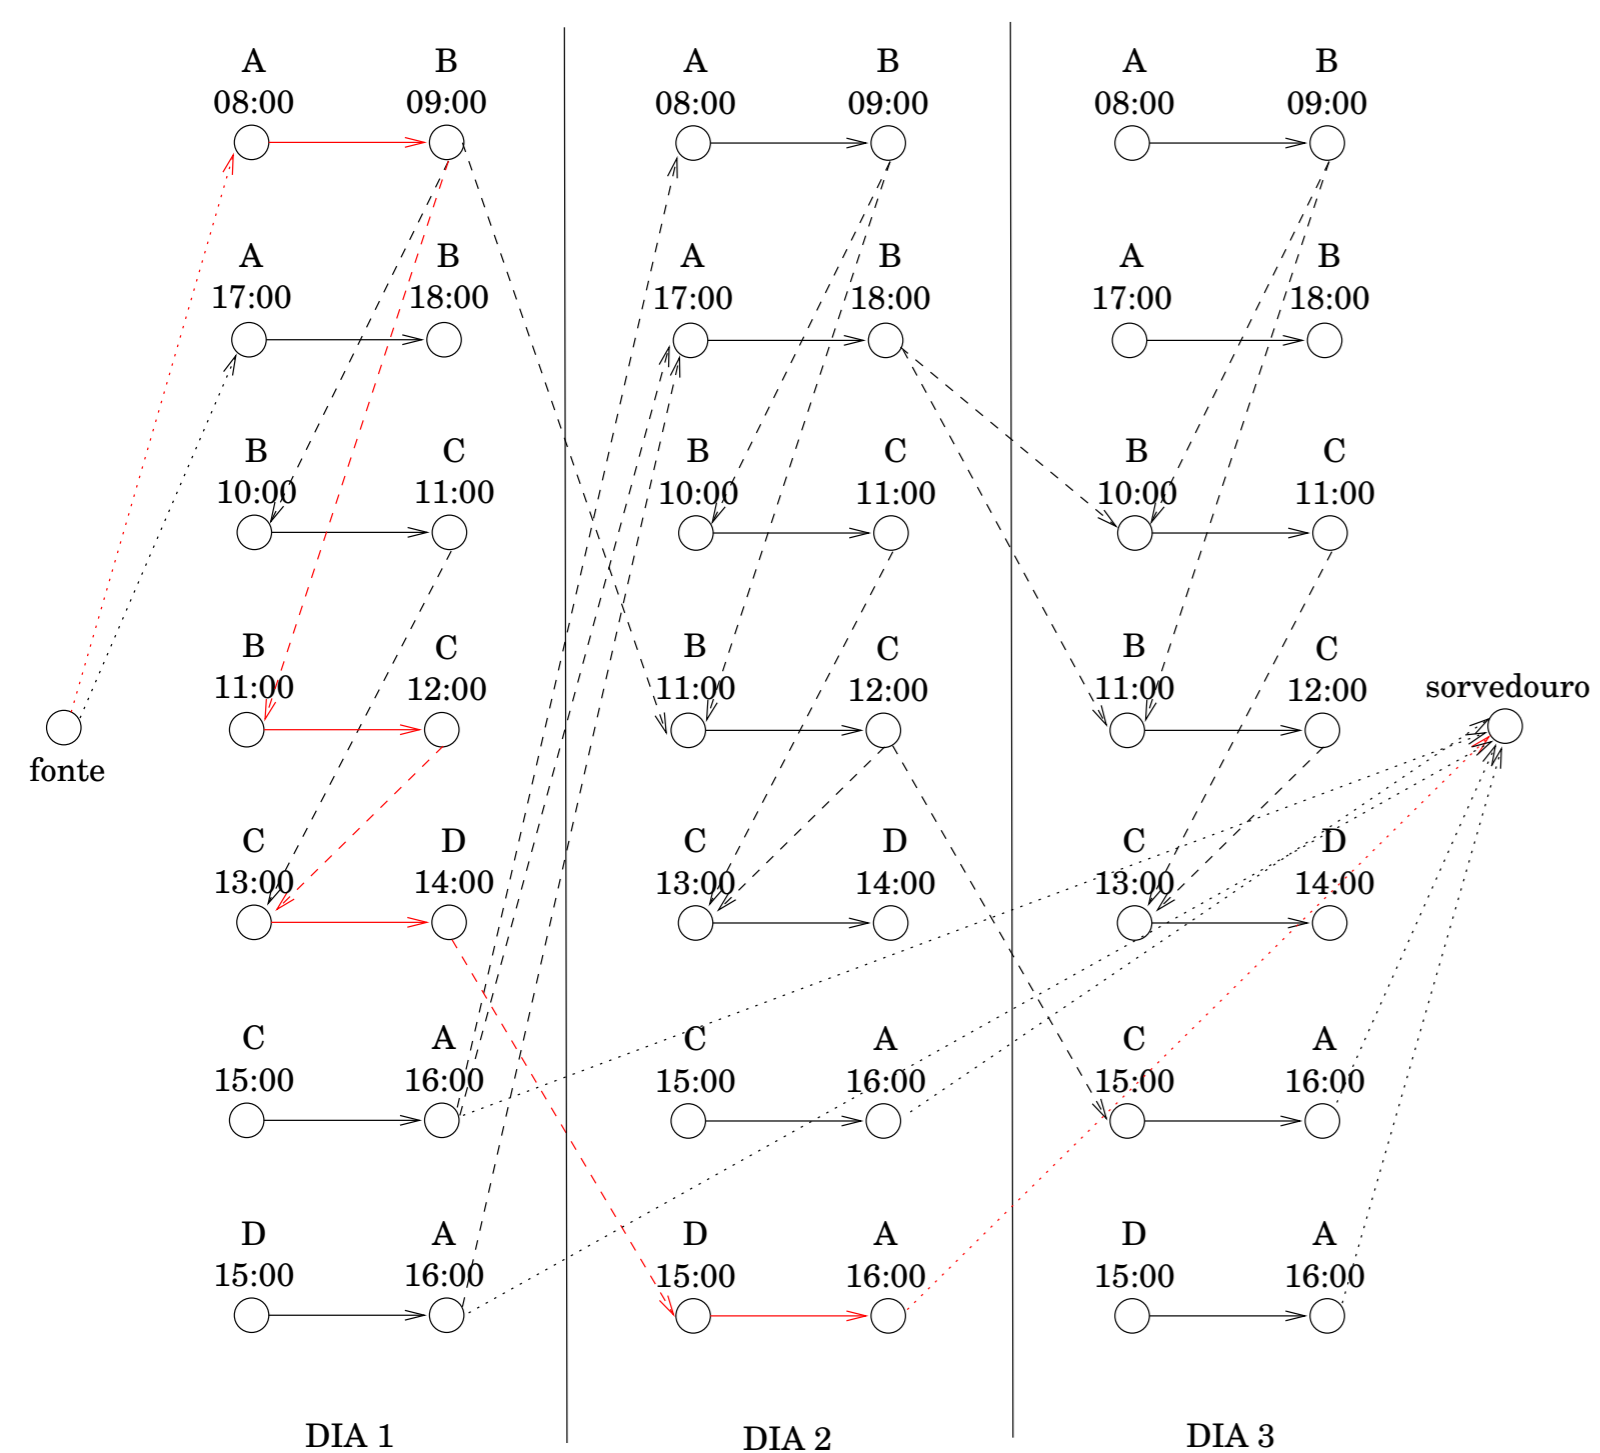 A B A B A B
08:00 09:00 08:00 09:00 08:00 09:00
A B A B A B
17:00 18:00 17:00 18:00 17:00 18:00
B C B C B C
10:00 11:00 10:00 11:00 10:00 11:00
B C B C B C
11:00 12:00 11:00 12:00 11:00 12:00 sorvedouro
fonte
C D C D C D
13:00 14:00 13:00 14:00 13:00 14:00
C A C A C A
15:00 16:00 15:00 16:00 15:00 16:00
D A D A D A
15:00 16:00 15:00 16:00 15:00 16:00
DIA 1 DIA 2 DIA 3